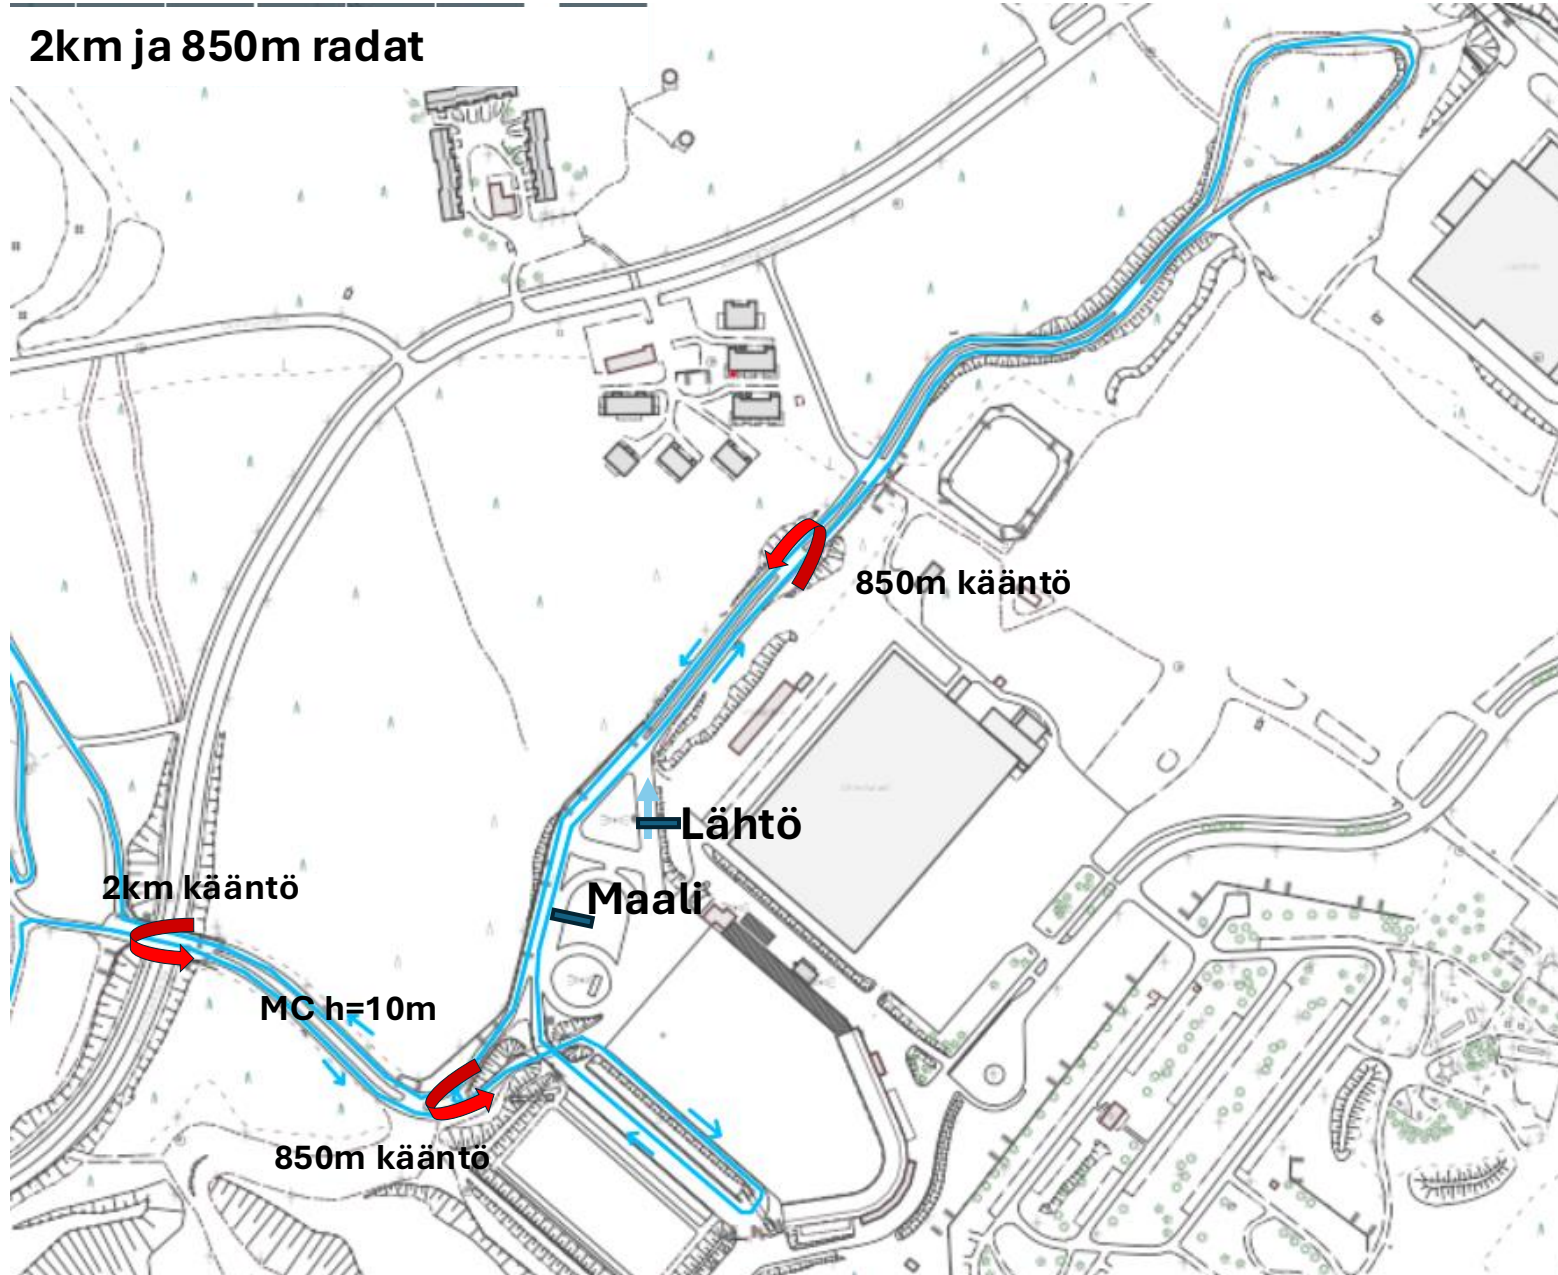 2km ja 850m radat
850m kääntö
Lähtö
2km kääntö
Maali
MC h=10m
850m kääntö